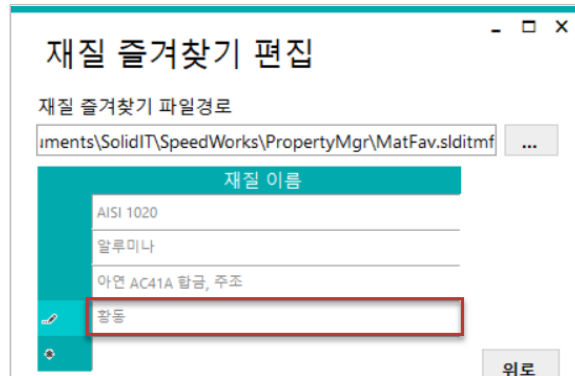 재질 즐겨찾기 편집
재질 즐겨찾기 파일경로
uments\SolidIT\SpeedWorks\PropertyMgr\MatFav.slditmf
...
재질 이름
AISI 1020
알루미나
아연 AC41A 합금, 주조
황동
위로